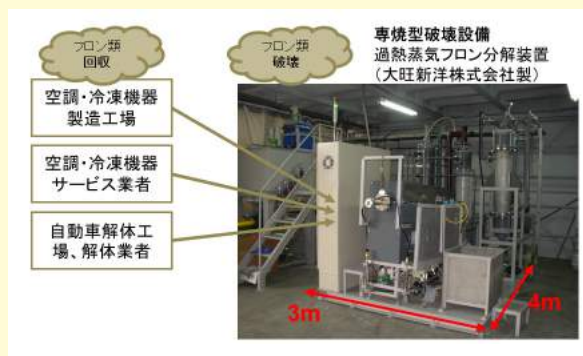 フロン類
回収
フロン類
破壊
専焼型破壊設備
過熱蒸気フロン分解装置
(大旺新洋株式会社製)
空調・冷凍機器
製造工場
空調・冷凍機器
サービス業者
自動車解体工
場、解体業者
3m
4m